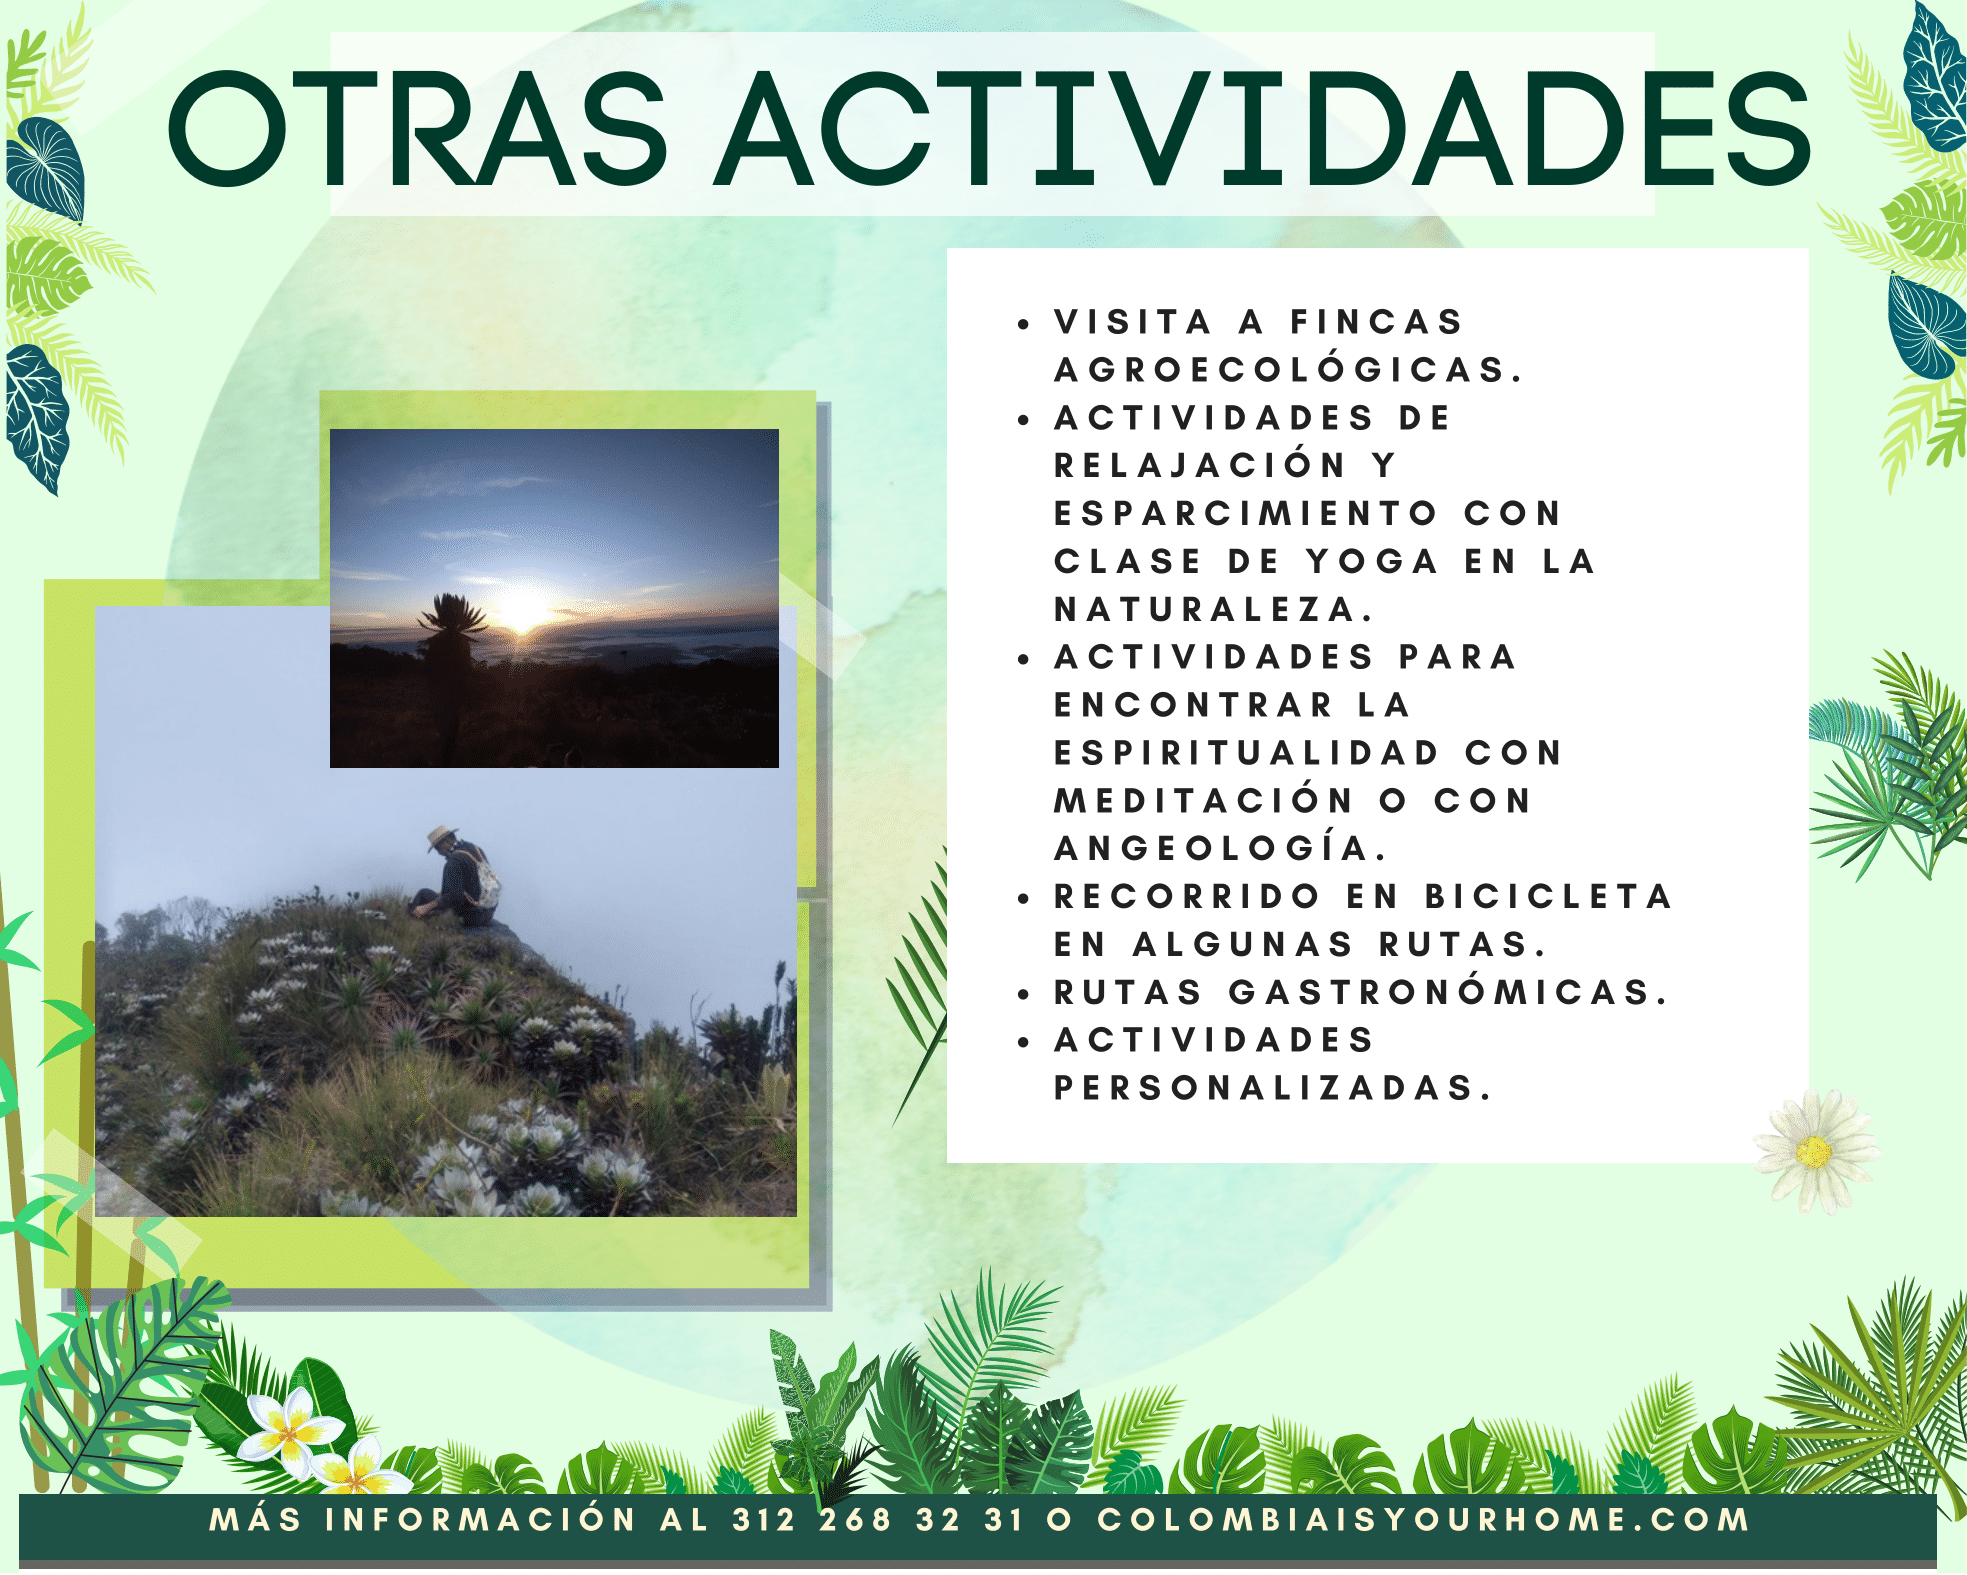 OTRAS ACTIVIDADES
• VISITA A FINCAS
AGROECOLÓGICAS.
• ACTIVIDADES DE
RELAJACIÓN Y
ESPARCIMIENTO CON
CLASE DE YOGA EN LA
NATURALEZA.
• ACTIVIDADES PARA
ENCONTRAR LA
ESPIRITUALIDAD CON
MEDITACIÓN O CON
ANGEOLOGÍA.
• RECORRIDO EN BICICLETA
EN ALGUNAS RUTAS.
• RUTAS GASTRONÓMICAS.
• ACTIVIDADES
PERSONALIZADAS.
MÁS INFORMACIÓN AL 312 268 32 31 O COLOMBIAISYOURHOME.COM